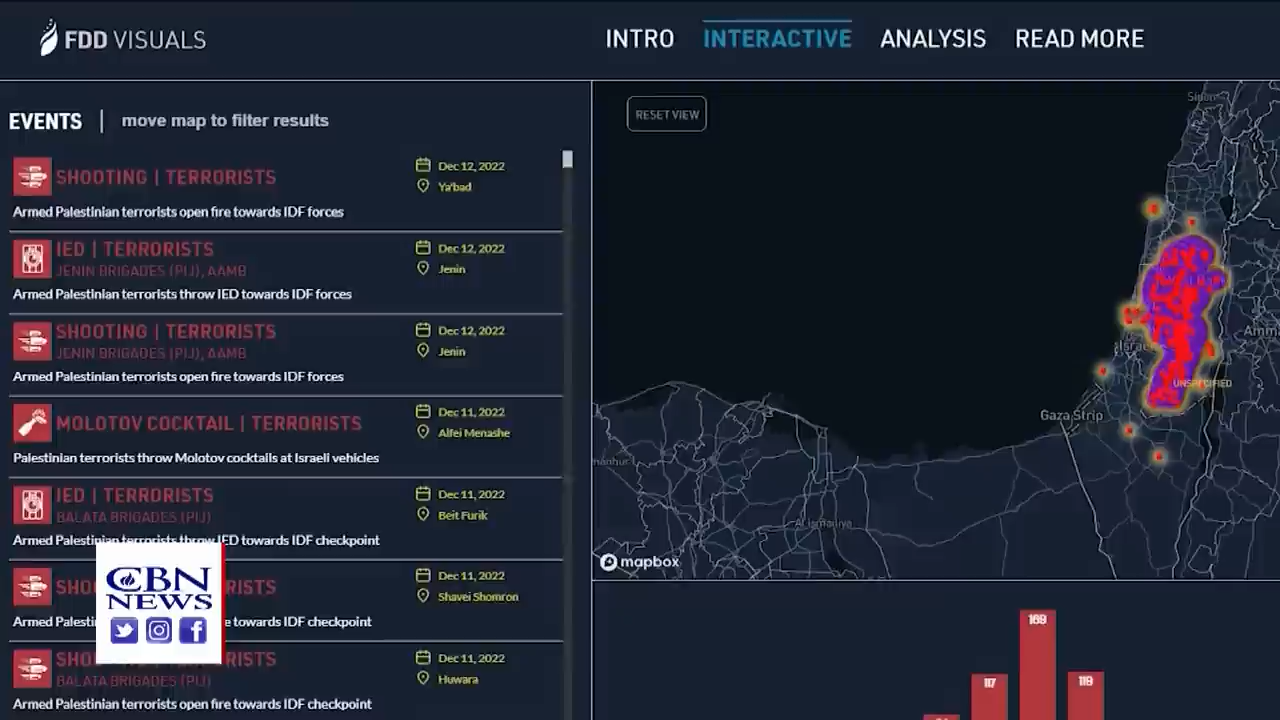 FDD VISUALS
INTRO
INTERACTIVE
ANALYSIS
READ MORE
EVENTS | move map to filter results
SHOOTING | TERRORISTS
Dec 12, 2022
Ya'bad
Armed Palestinian terrorists open fire towards IDF forces
IED | TERRORISTS
JENIN BRIGADES (PIJ), AAMB
Dec 12, 2022
Jenin
Armed Palestinian terrorists throw IED towards IDF forces
SHOOTING | TERRORISTS
JENIN BRIGADES (PIJ), AAMB
Dec 12, 2022
Jenin
Armed Palestinian terrorists open fire towards IDF forces
MOLOTOV COCKTAIL | TERRORISTS
Dec 11, 2022
Alfei Menashe
Palestinian terrorists throw Molotov cocktails at Israeli vehicles
IED | TERRORISTS
BALATA BRIGADES (PIJ)
Dec 11, 2022
Beit Furik
Armed Palestinian terrorists throw IED towards IDF checkpoint
Dec 11, 2022
Shavei Shomron
towards IDF checkpoint
Dec 11, 2022
BALATA BRIGADES (PIJ)
Huwara
Armed Palestinian terrorists open fire towards IDF checkpoint
CBN
NEWS
RESET VIEW
Israel
UNSPECIFIED
Gaza Strip
Al Ismailiya
mapbox
169
117
119